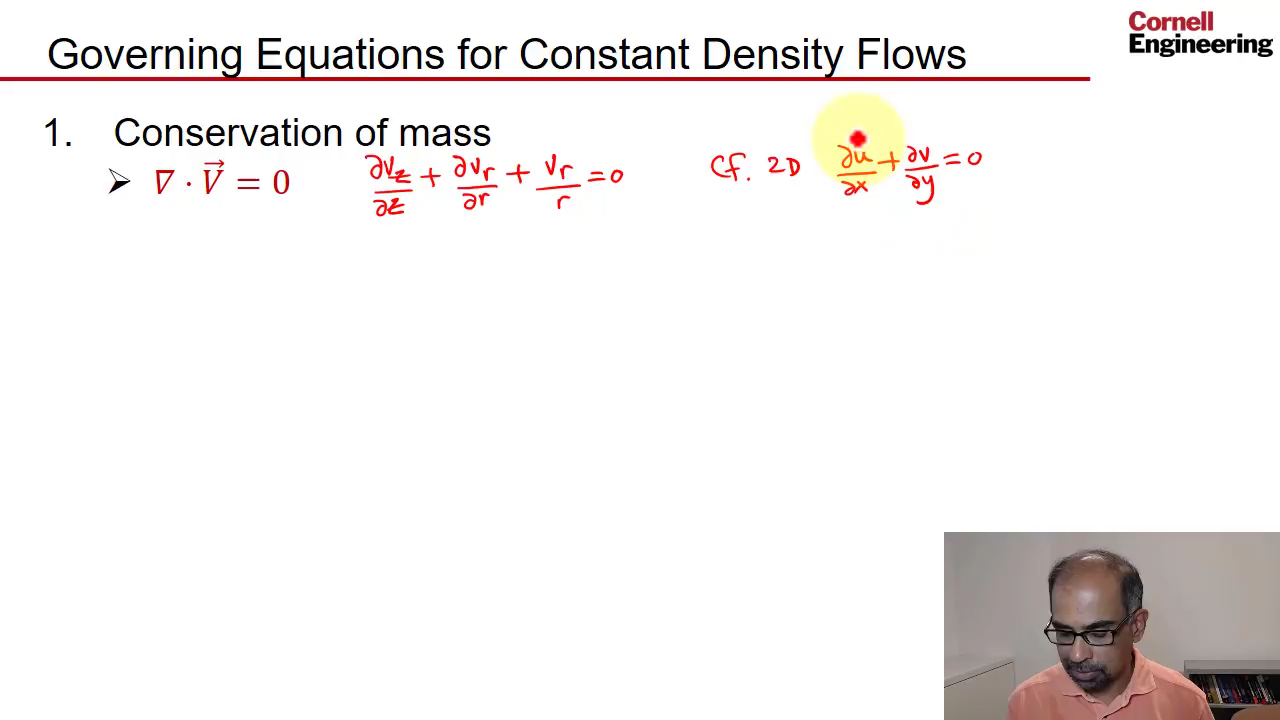 Governing Equations for Constant Density Flows
Cornell
Engineering
1. Conservation of mass
➢ ∇ · V⃗ = 0    ∂v_z/∂z + ∂v_r/∂r + v_r/r = 0    Cf. 2D    ∂u/∂x + ∂v/∂y = 0